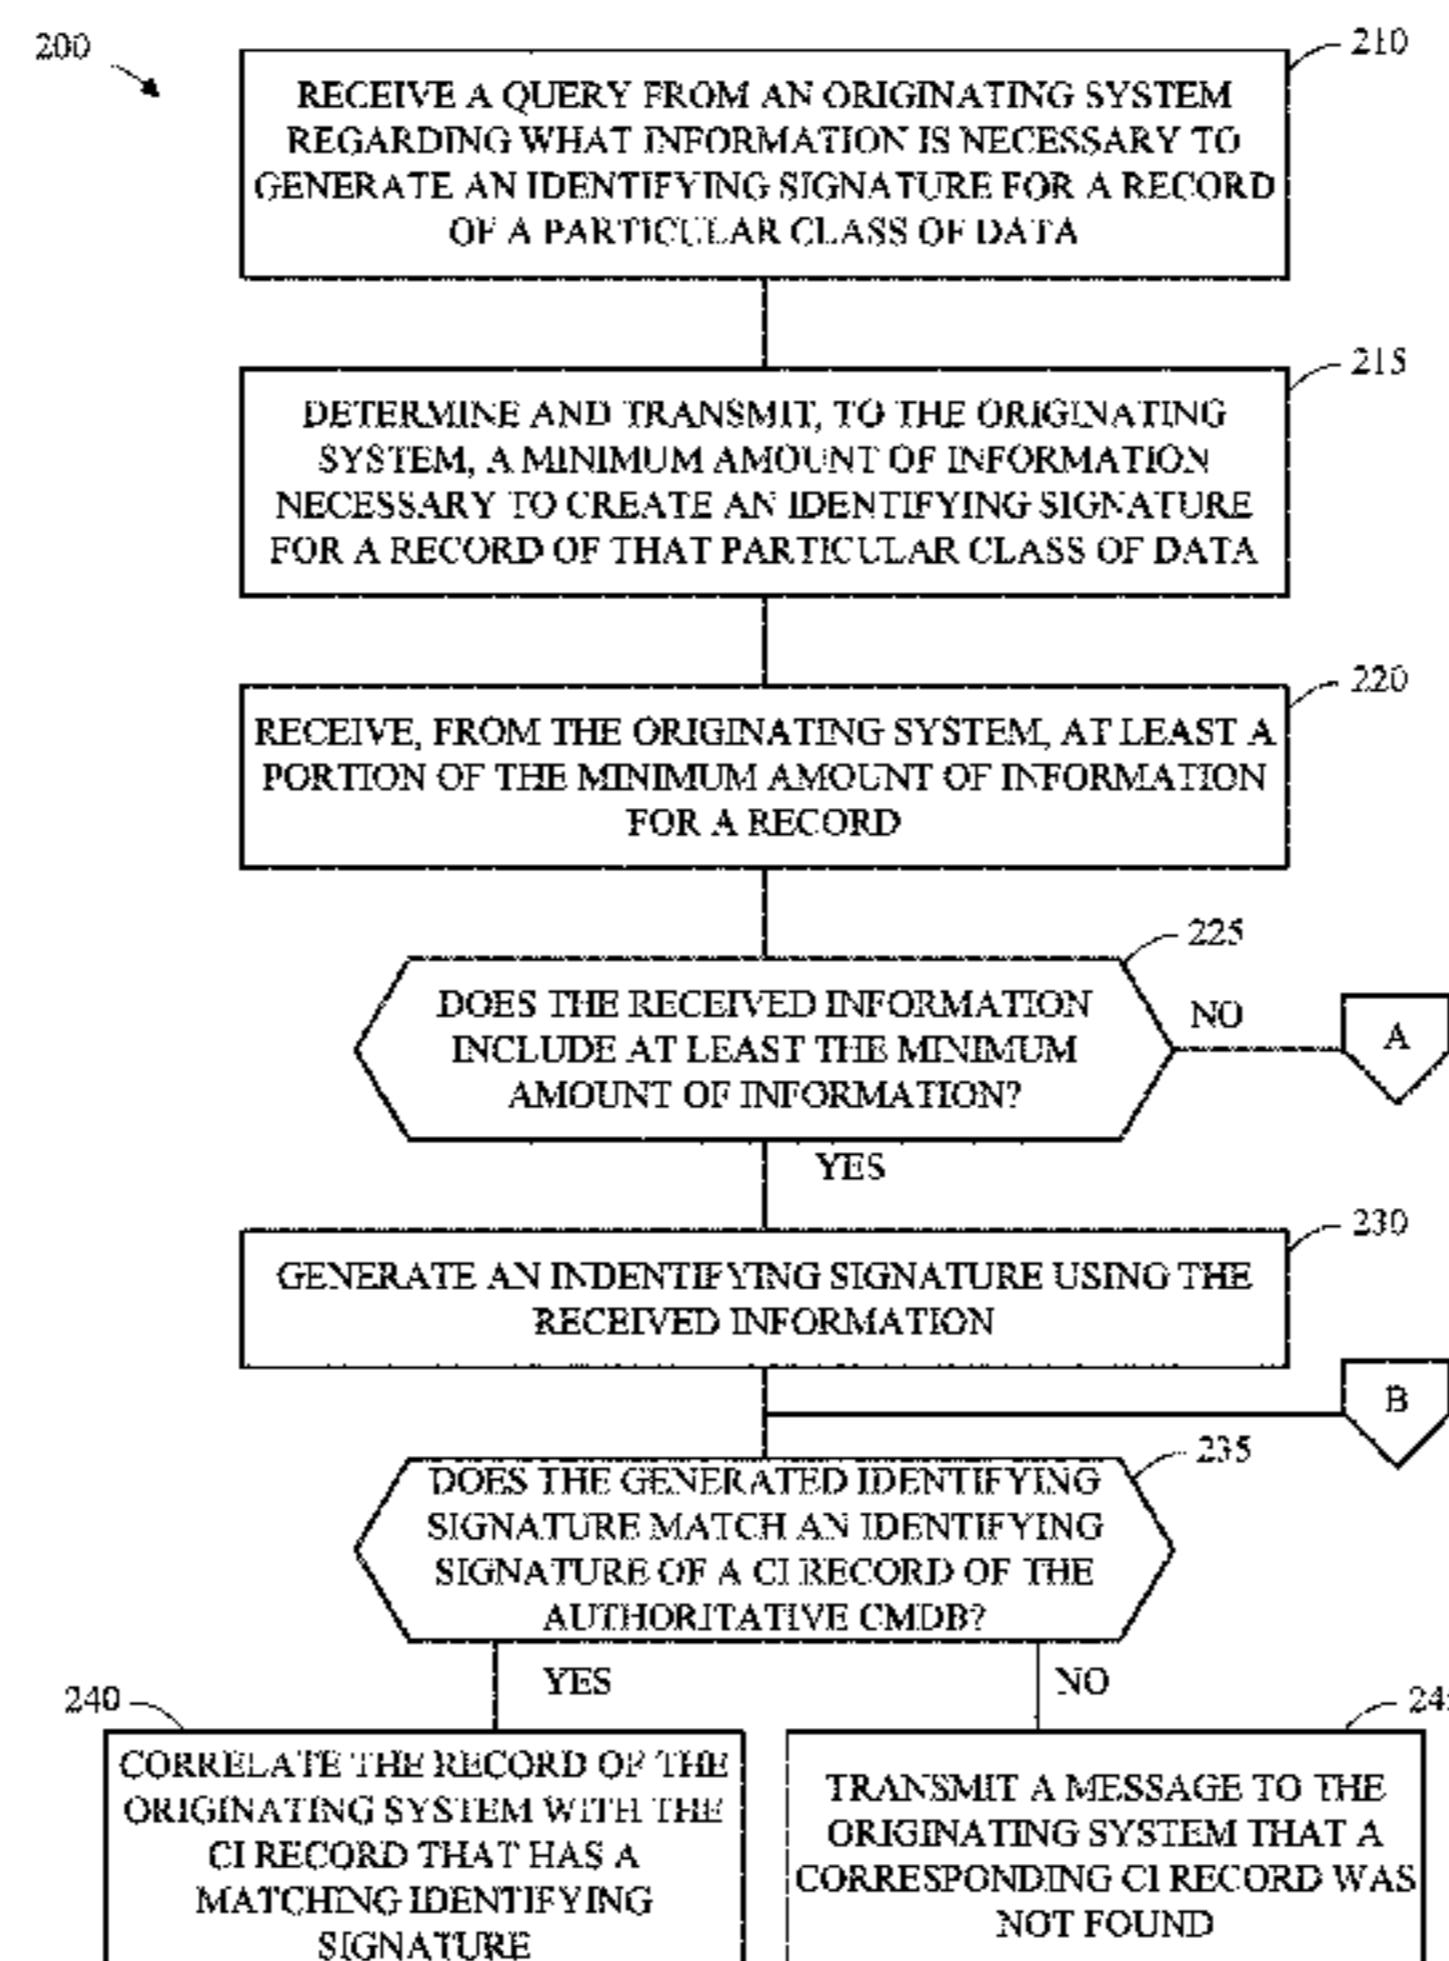 200
210
RECEIVE A QUERY FROM AN ORIGINATING SYSTEM
REGARDING WHAT INFORMATION IS NECESSARY TO
GENERATE AN IDENTIFYING SIGNATURE FOR A RECORD
OF A PARTICULAR CLASS OF DATA
215
DETERMINE AND TRANSMIT, TO THE ORIGINATING
SYSTEM, A MINIMUM AMOUNT OF INFORMATION
NECESSARY TO CREATE AN IDENTIFYING SIGNATURE
FOR A RECORD OF THAT PARTICULAR CLASS OF DATA
220
RECEIVE, FROM THE ORIGINATING SYSTEM, AT LEAST A
PORTION OF THE MINIMUM AMOUNT OF INFORMATION
FOR A RECORD
225
DOES THE RECEIVED INFORMATION
INCLUDE AT LEAST THE MINIMUM
AMOUNT OF INFORMATION?
NO
A
YES
230
GENERATE AN INDENTIFYING SIGNATURE USING THE
RECEIVED INFORMATION
B
235
DOES THE GENERATED IDENTIFYING
SIGNATURE MATCH AN IDENTIFYING
SIGNATURE OF A CI RECORD OF THE
AUTHORITATIVE CMDB?
YES
NO
240
CORRELATE THE RECORD OF THE
ORIGINATING SYSTEM WITH THE
CI RECORD THAT HAS A
MATCHING IDENTIFYING
SIGNATURE
TRANSMIT A MESSAGE TO THE
ORIGINATING SYSTEM THAT A
CORRESPONDING CI RECORD WAS
NOT FOUND